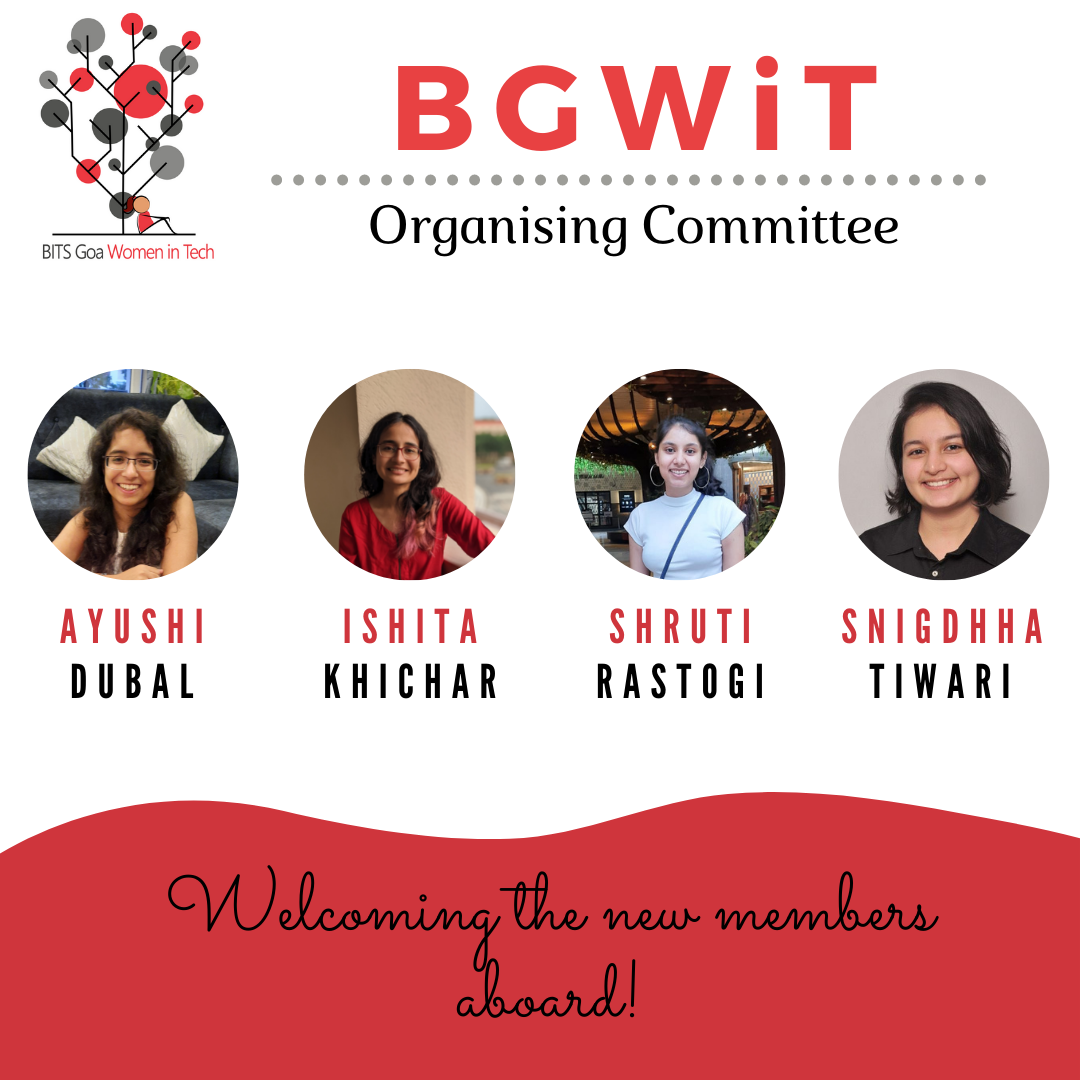 BITS Goa Women in Tech
BGWiT
Organising Committee
AYUSHI
DUBAL
ISHITA
KHICHAR
SHRUTI
RASTOGI
SNIGDHHA
TIWARI
Welcoming the new members
aboard!